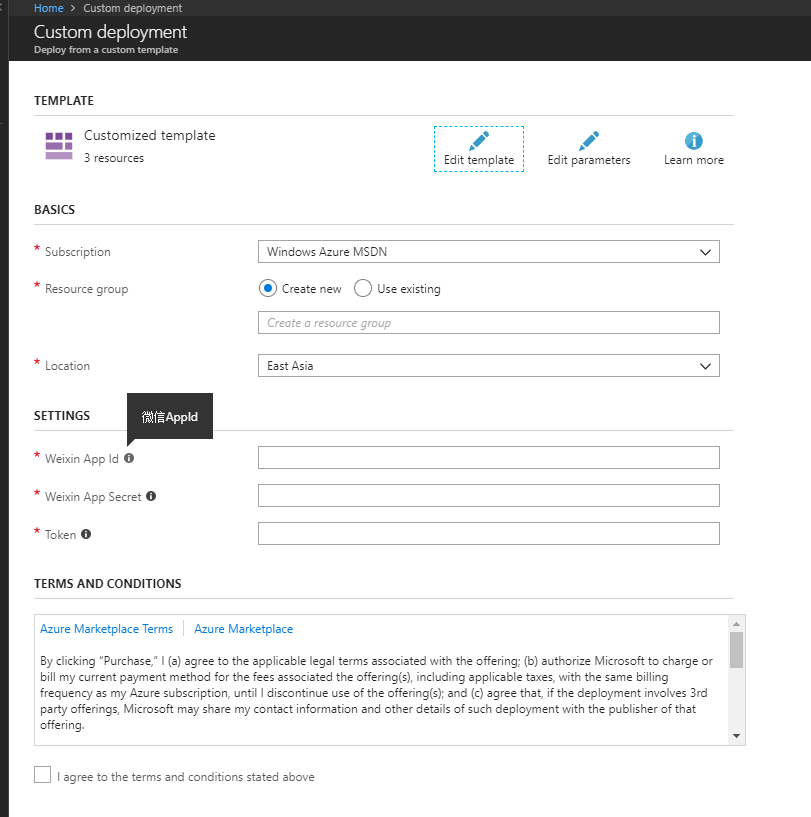 Home > Custom deployment
Custom deployment
Deploy from a custom template
TEMPLATE
Customized template
3 resources
Edit template
Edit parameters
Learn more
BASICS
* Subscription
Windows Azure MSDN
* Resource group
Create new
Use existing
Create a resource group
* Location
East Asia
SETTINGS
微信AppId
* Weixin App Id
* Weixin App Secret
* Token
TERMS AND CONDITIONS
Azure Marketplace Terms | Azure Marketplace
By clicking “Purchase,” I (a) agree to the applicable legal terms associated with the offering; (b) authorize Microsoft to charge or
bill my current payment method for the fees associated the offering(s), including applicable taxes, with the same billing
frequency as my Azure subscription, until I discontinue use of the offering(s); and (c) agree that, if the deployment involves 3rd
party offerings, Microsoft may share my contact information and other details of such deployment with the publisher of that
offering.
I agree to the terms and conditions stated above